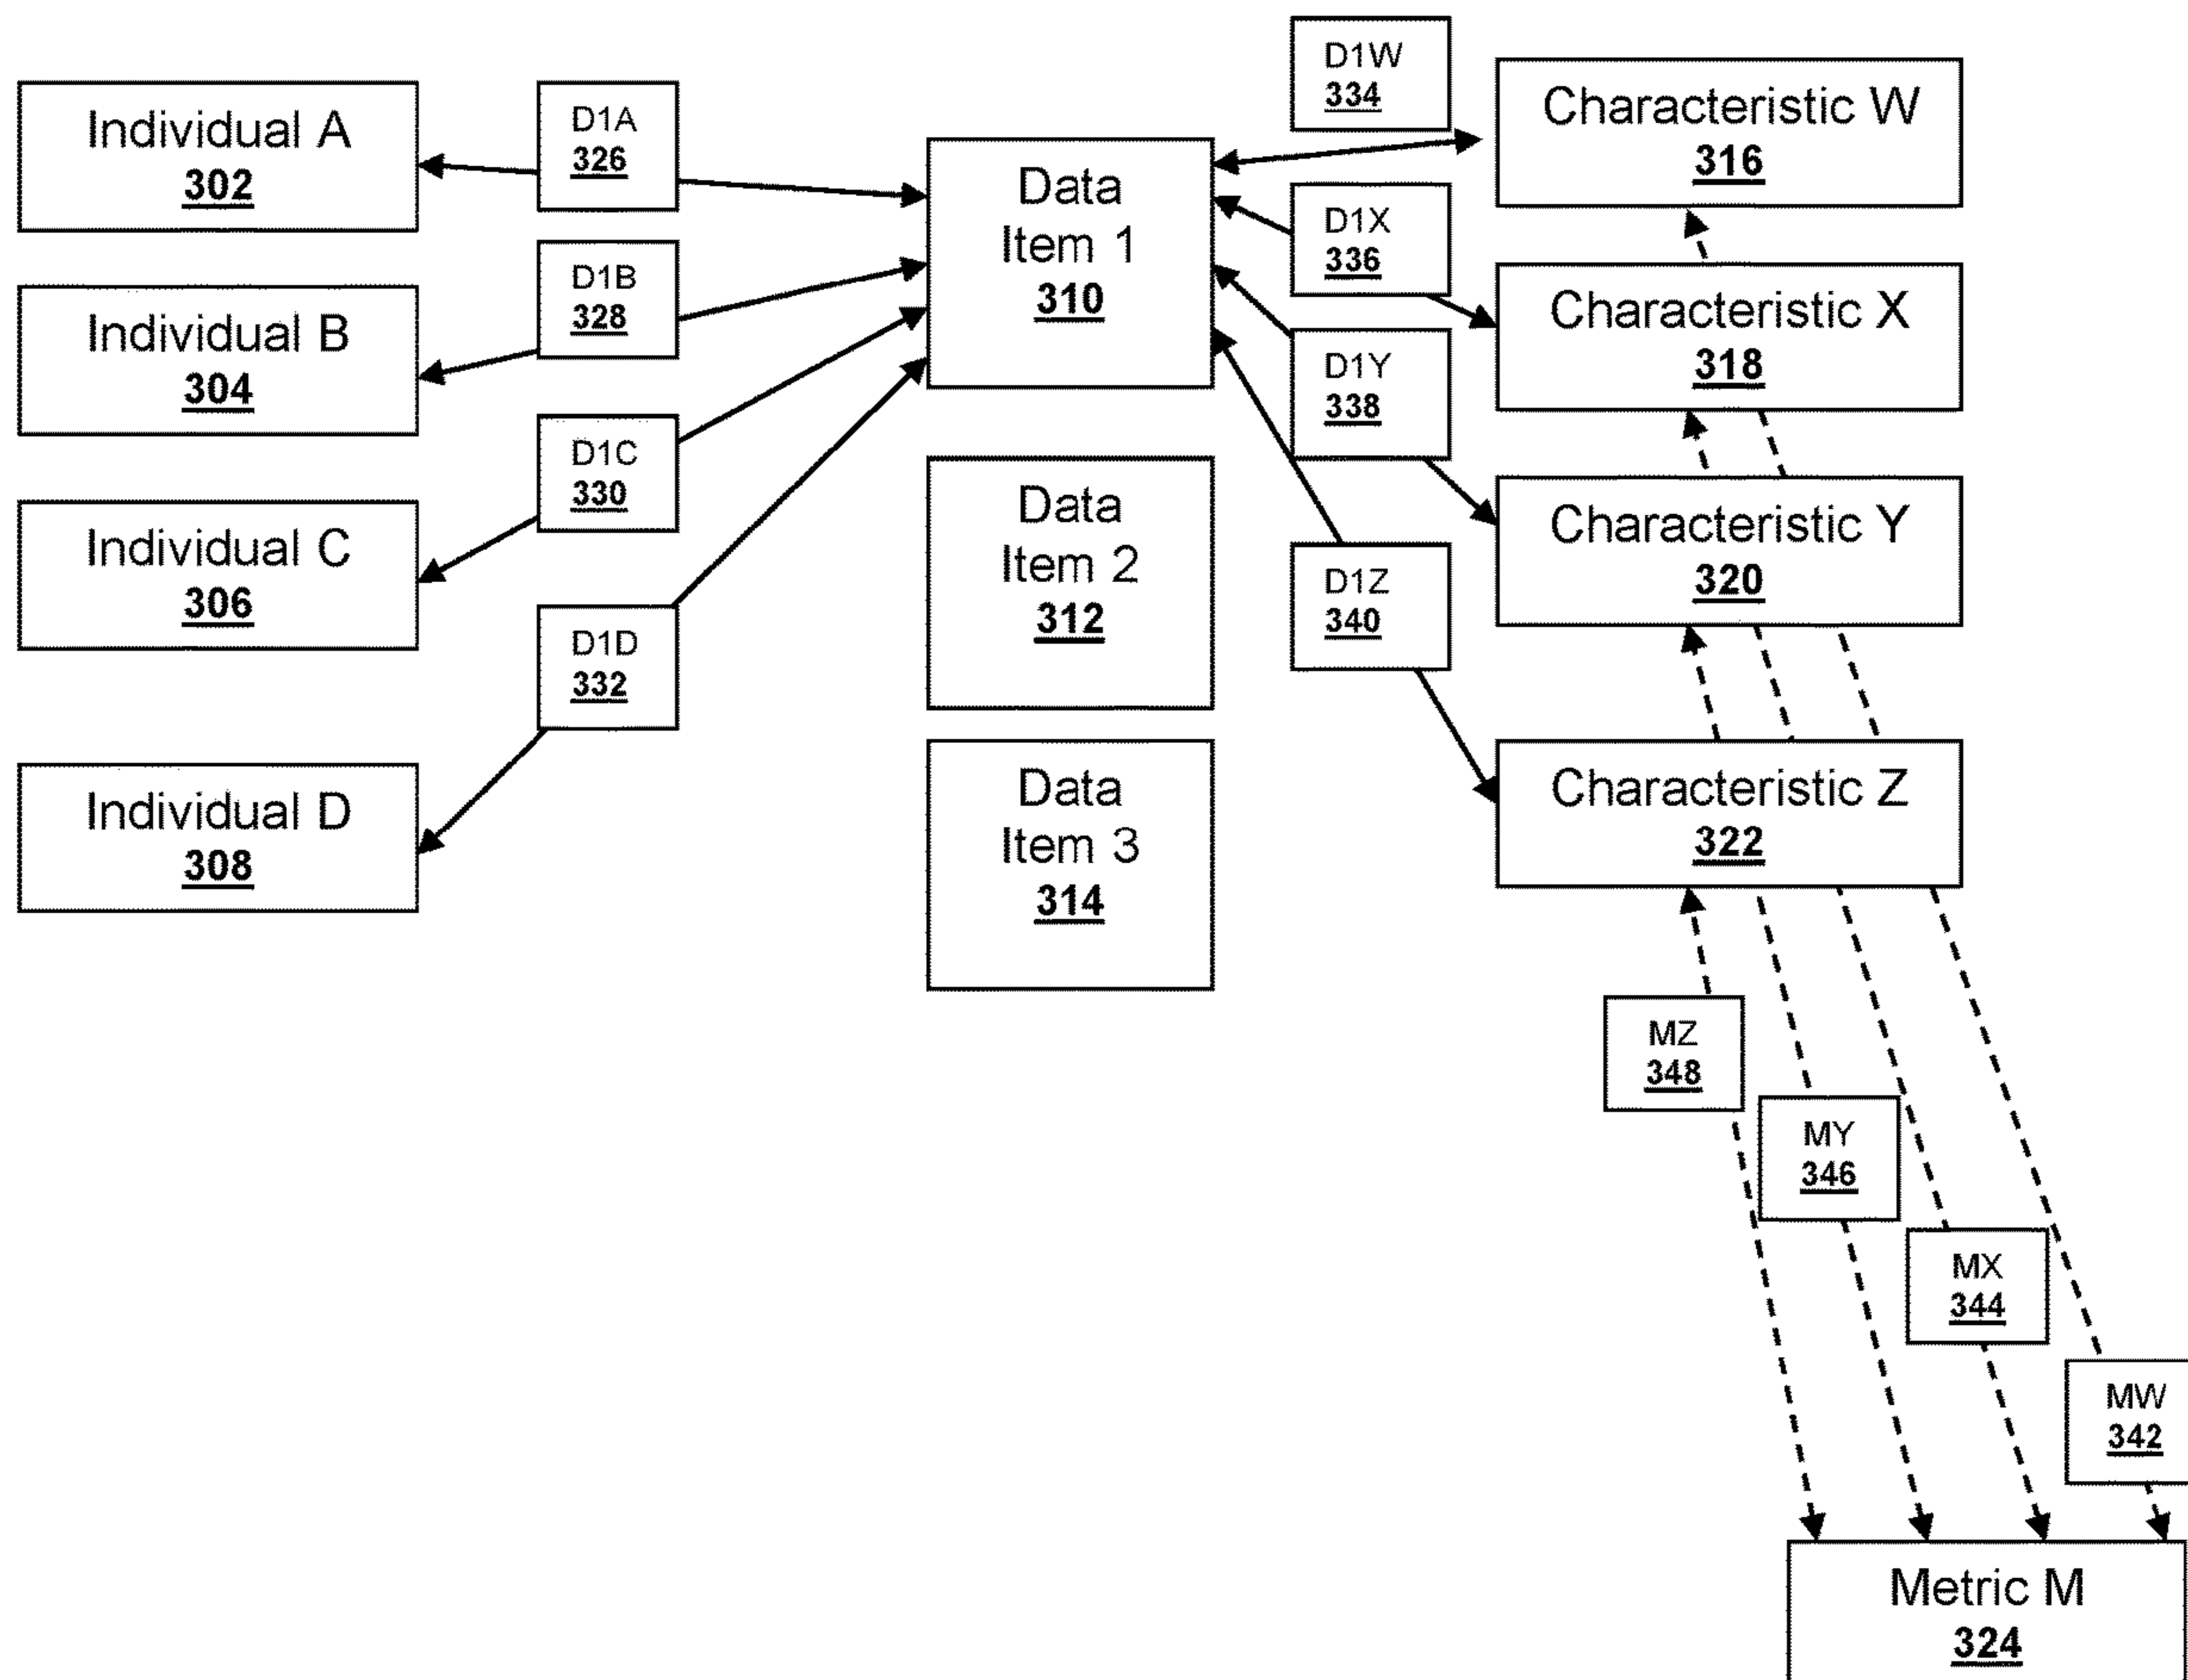 Individual A
302
Individual B
304
Individual C
306
Individual D
308
D1A
326
D1B
328
D1C
330
D1D
332
Data
Item 1
310
Data
Item 2
312
Data
Item 3
314
D1W
334
D1X
336
D1Y
338
D1Z
340
Characteristic W
316
Characteristic X
318
Characteristic Y
320
Characteristic Z
322
MZ
348
MY
346
MX
344
MW
342
Metric M
324